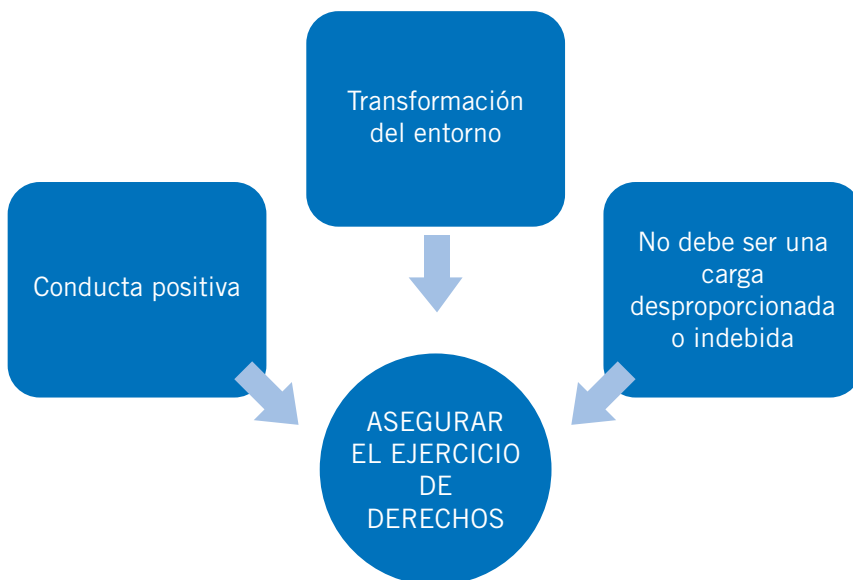 Transformación
del entorno
Conducta positiva
No debe ser una
carga
desproporcionada
o indebida
ASEGURAR
EL EJERCICIO
DE
DERECHOS